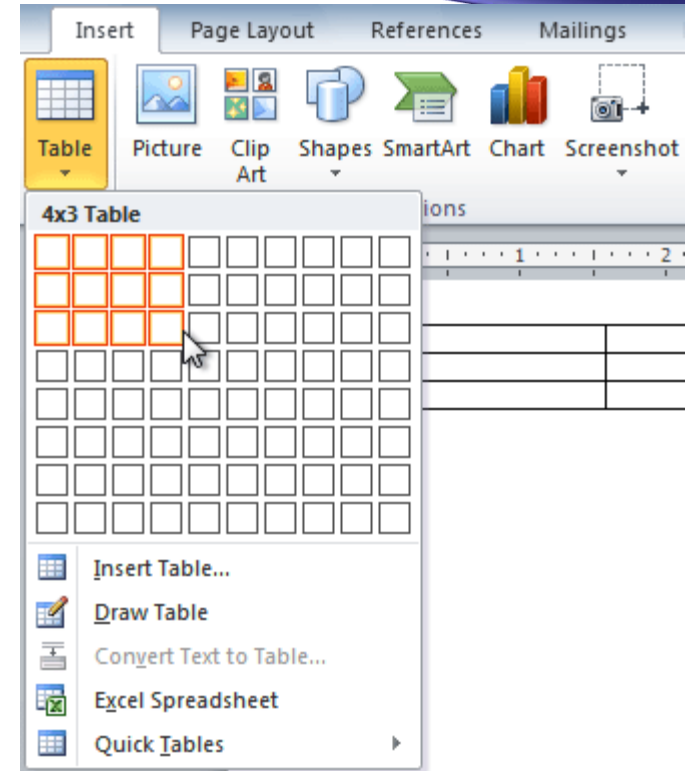 Insert Page Layout References Mailings
Table Picture Clip Art Shapes SmartArt Chart Screenshot
ions
4x3 Table
1 2
Insert Table...
Draw Table
Convert Text to Table...
Excel Spreadsheet
Quick Tables